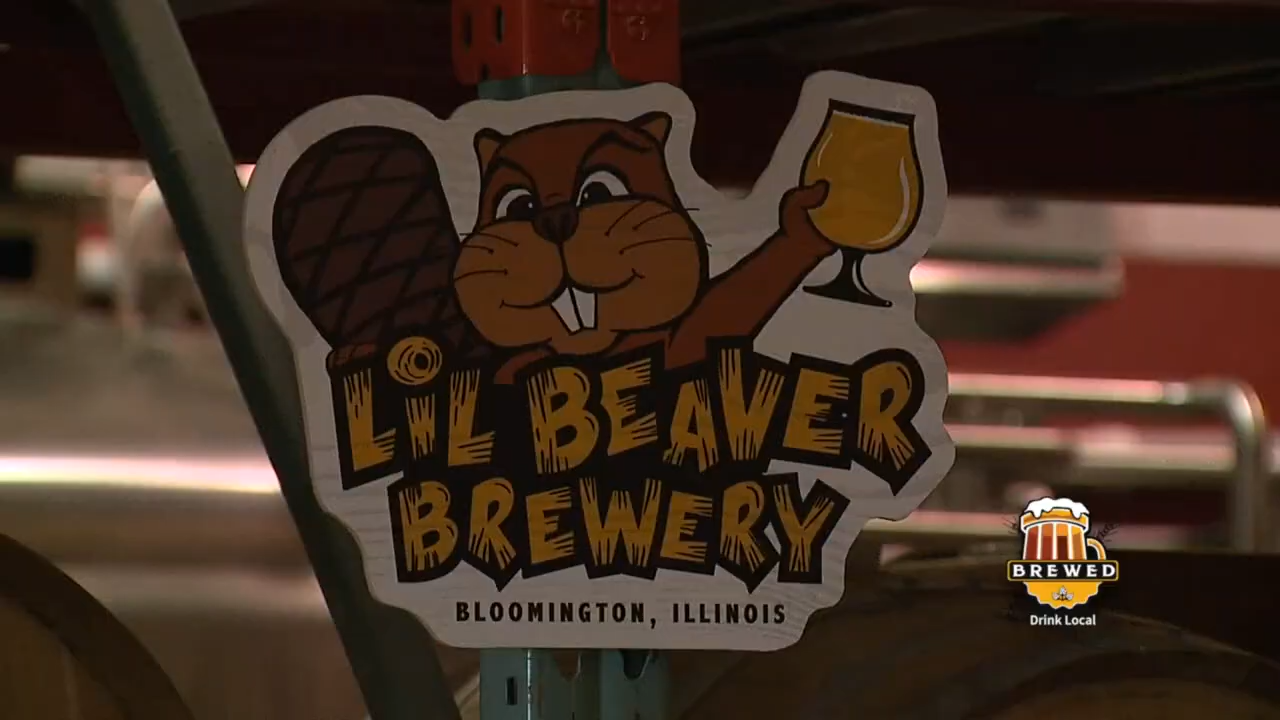 LiL BEAVER
BREWERY
BLOOMINGTON, ILLINOIS
BREWED
Drink Local